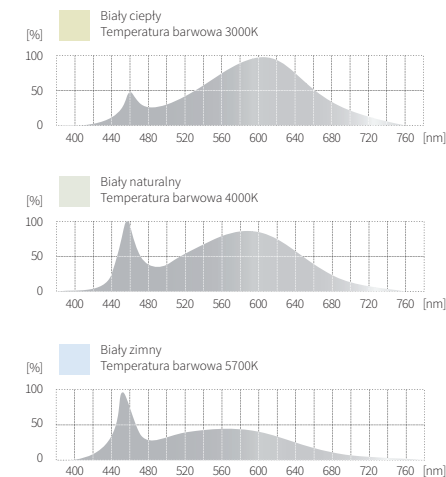 Biały ciepły
Temperatura barwowa 3000K
[%]
100
50
0
400 440 480 520 560 600 640 680 720 760 [nm]
Biały naturalny
Temperatura barwowa 4000K
[%]
100
50
0
400 440 480 520 560 600 640 680 720 760 [nm]
Biały zimny
Temperatura barwowa 5700K
[%]
100
50
0
400 440 480 520 560 600 640 680 720 760 [nm]